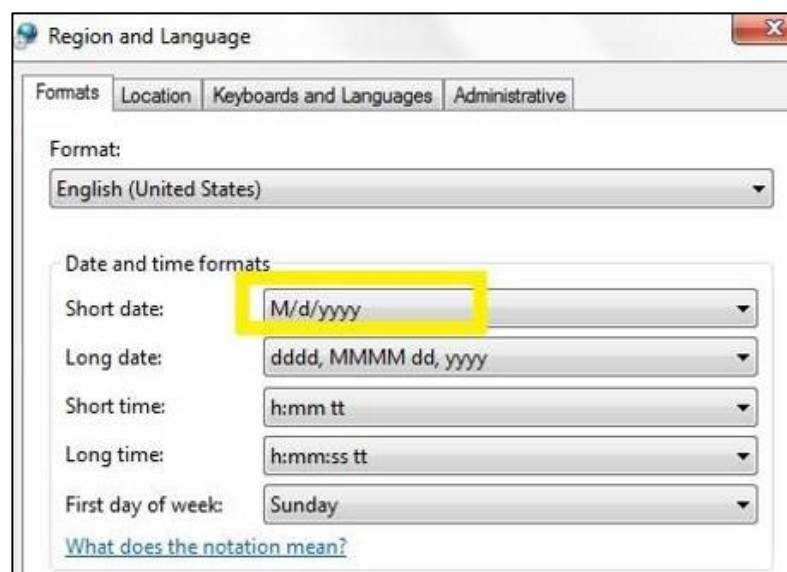 Region and Language
Formats Location Keyboards and Languages Administrative
Format:
English (United States)
Date and time formats
Short date: M/d/yyyy
Long date: dddd, MMMM dd, yyyy
Short time: h:mm tt
Long time: h:mm:ss tt
First day of week: Sunday
What does the notation mean?